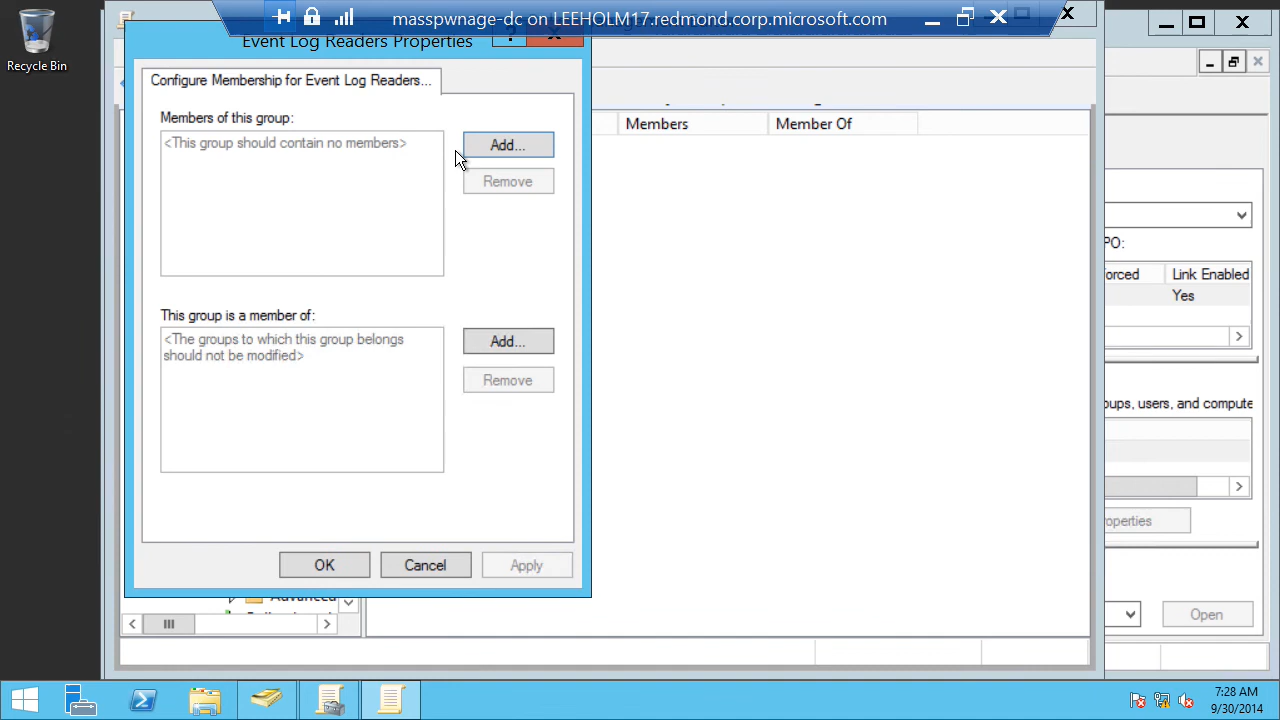 masspwnage-dc on LEEHOLM17.redmond.corp.microsoft.com
Recycle Bin
Event Log Readers Properties
Configure Membership for Event Log Readers...
Members of this group:
<This group should contain no members>
Add...
Remove
This group is a member of:
<The groups to which this group belongs
should not be modified>
Add...
Remove
OK
Cancel
Apply
Advanced
Members
Member Of
PO:
orced
Link Enabled
Yes
oups, users, and compute
roperties
Open
7:28 AM
9/30/2014